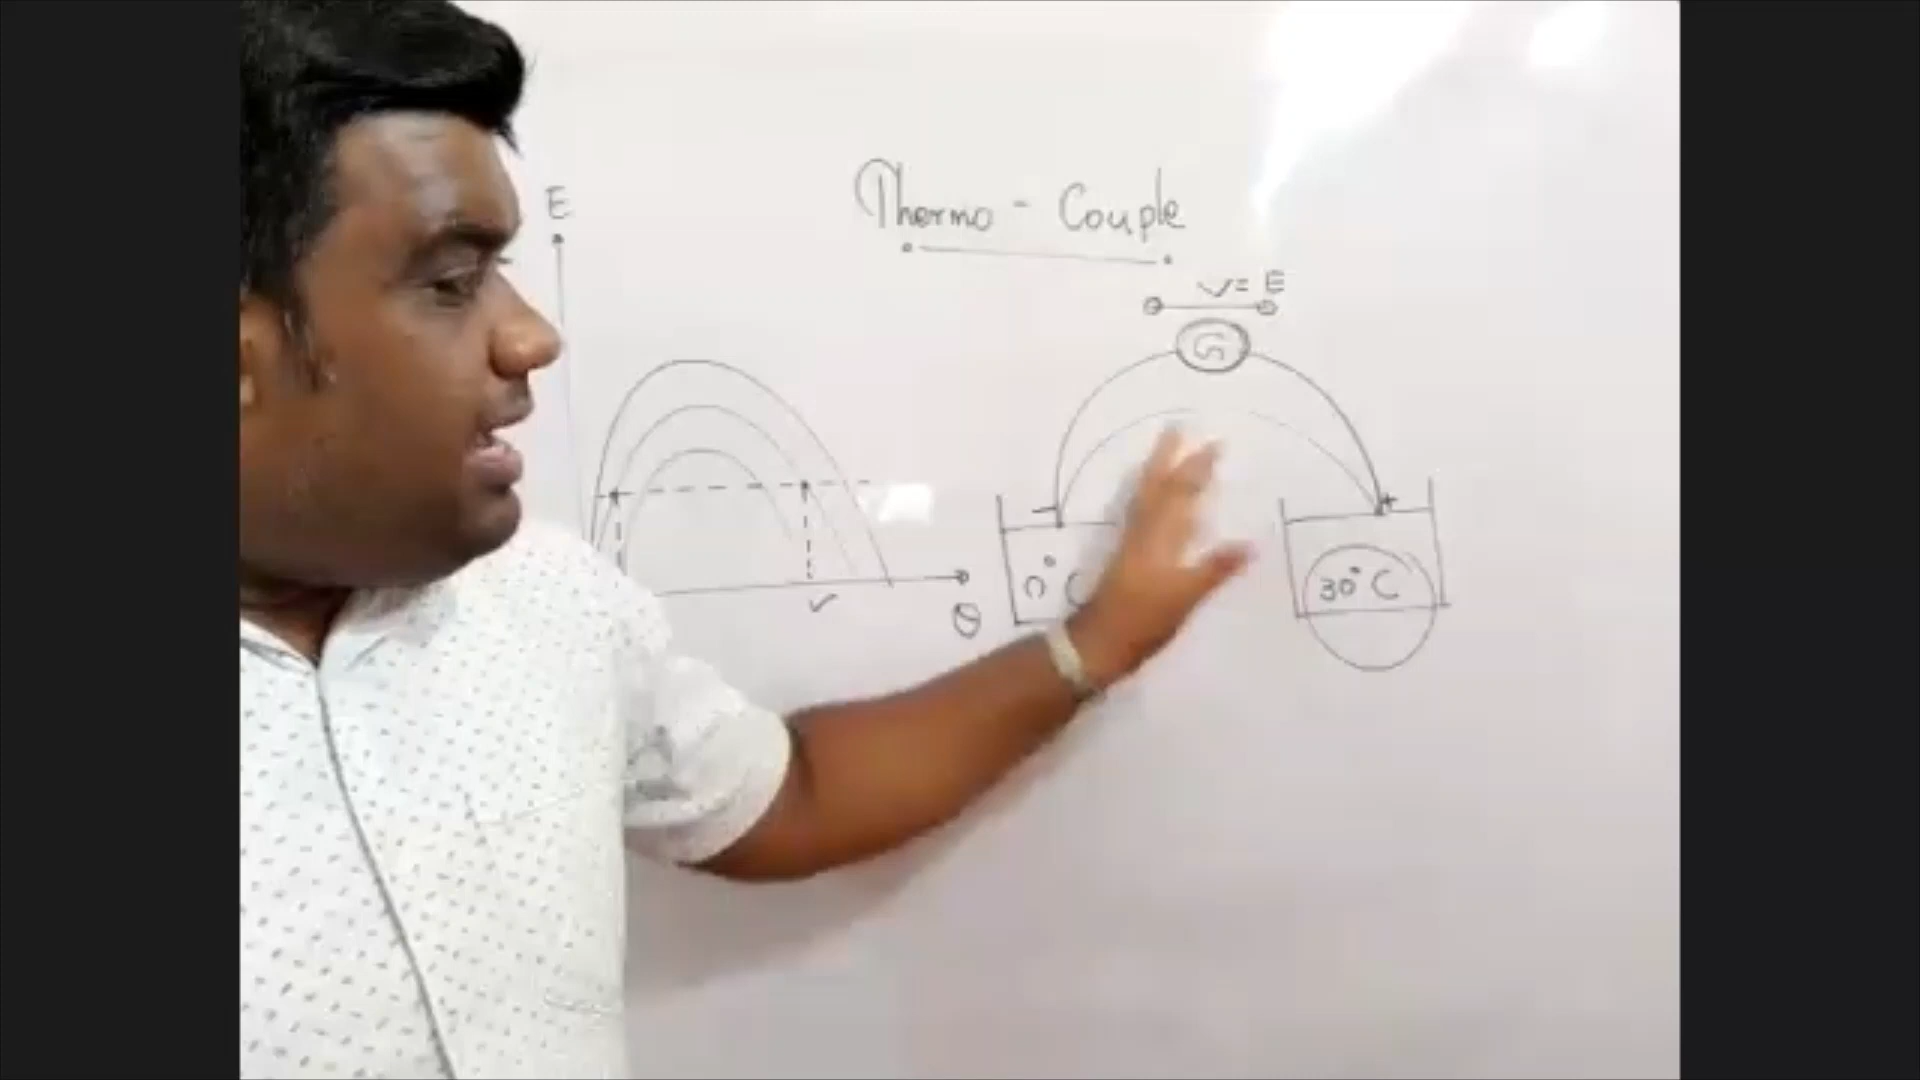 Thermo - Couple
E
V = E
G
- +
0°C
30°C
θ